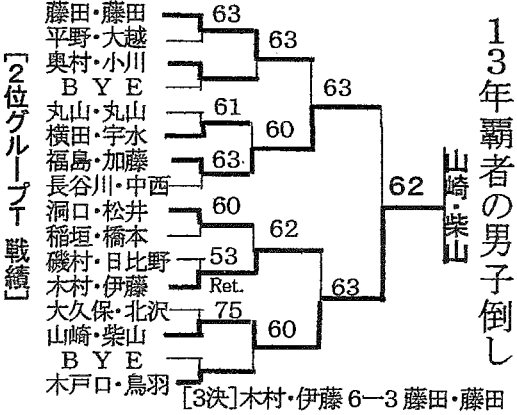 13年覇者の男子倒し
[2位グループT 戦績]
藤田・藤田
平野・大越
奥村・小川
BYE
丸山・丸山
横田・宇水
福島・加藤
長谷川・中西
洞口・松井
稲垣・橋本
磯村・日比野
木村・伊藤
大久保・北沢
山崎・柴山
BYE
木戸口・鳥羽
63
61
63
60
53
Ret.
75
63
60
62
60
63
63
62
山崎・柴山
[3決]木村・伊藤6―3藤田・藤田